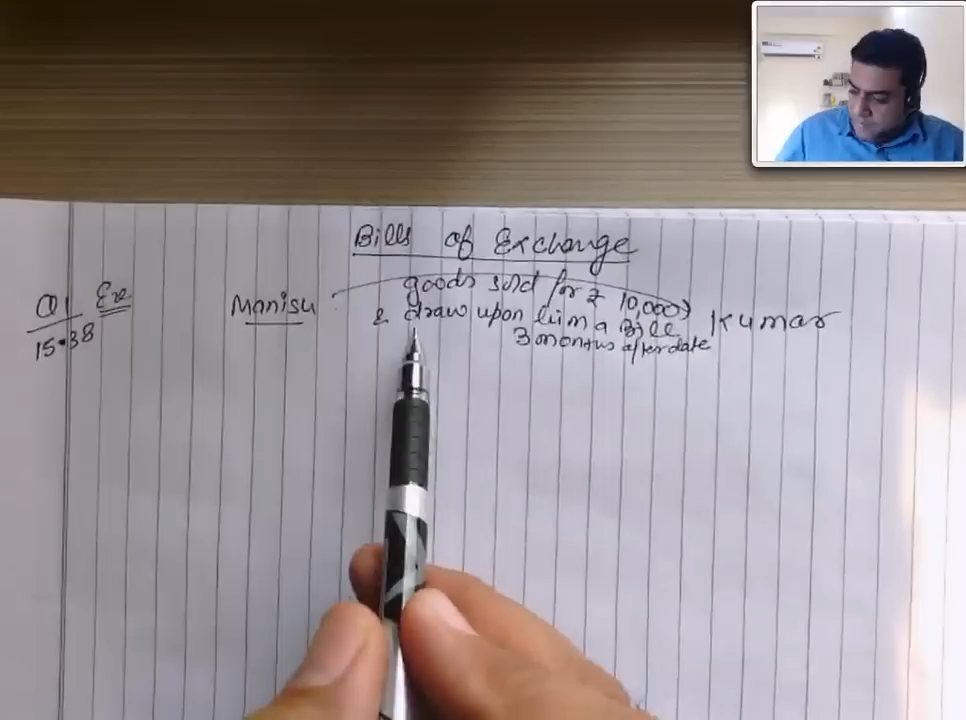 Bills of Exchange
Q1 Exe
15.38
Manish
goods sold for ₹ 10,000
& draw upon him a Bill
3 months after date
Kumar